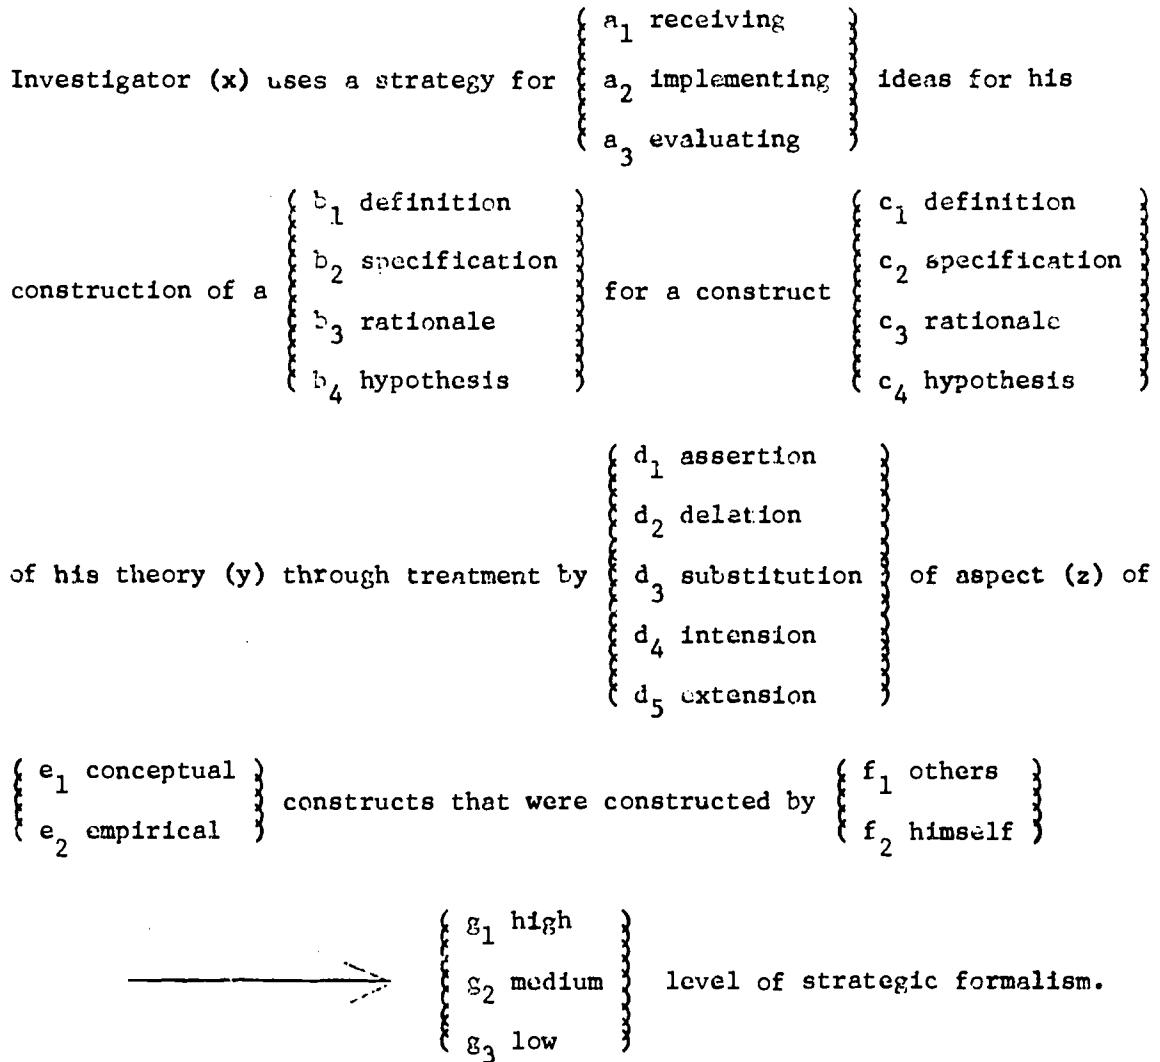 a1 receiving
Investigator (x) uses a strategy for { a2 implementing } ideas for his
a3 evaluating
b1 definition c1 definition
b2 specification c2 specification
construction of a { } for a construct { }
b3 rationale c3 rationale
b4 hypothesis c4 hypothesis
d1 assertion
d2 deletion
of his theory (y) through treatment by { d3 substitution } of aspect (z) of
d4 intension
d5 extension
e1 conceptual f1 others
{ } constructs that were constructed by { }
e2 empirical f2 himself
g1 high
{ g2 medium } level of strategic formalism.
g3 low